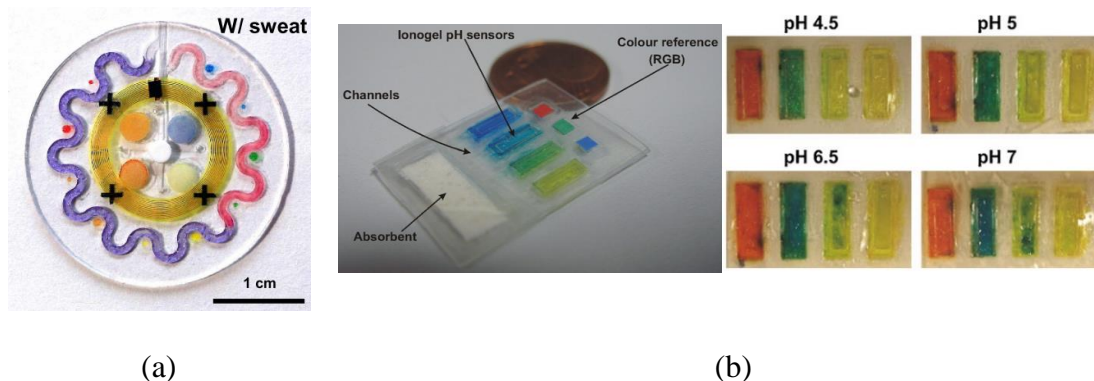 W/ sweat
1 cm
Ionogel pH sensors
Colour reference
(RGB)
Channels
Absorbent
pH 4.5
pH 5
pH 6.5
pH 7
(a)
(b)